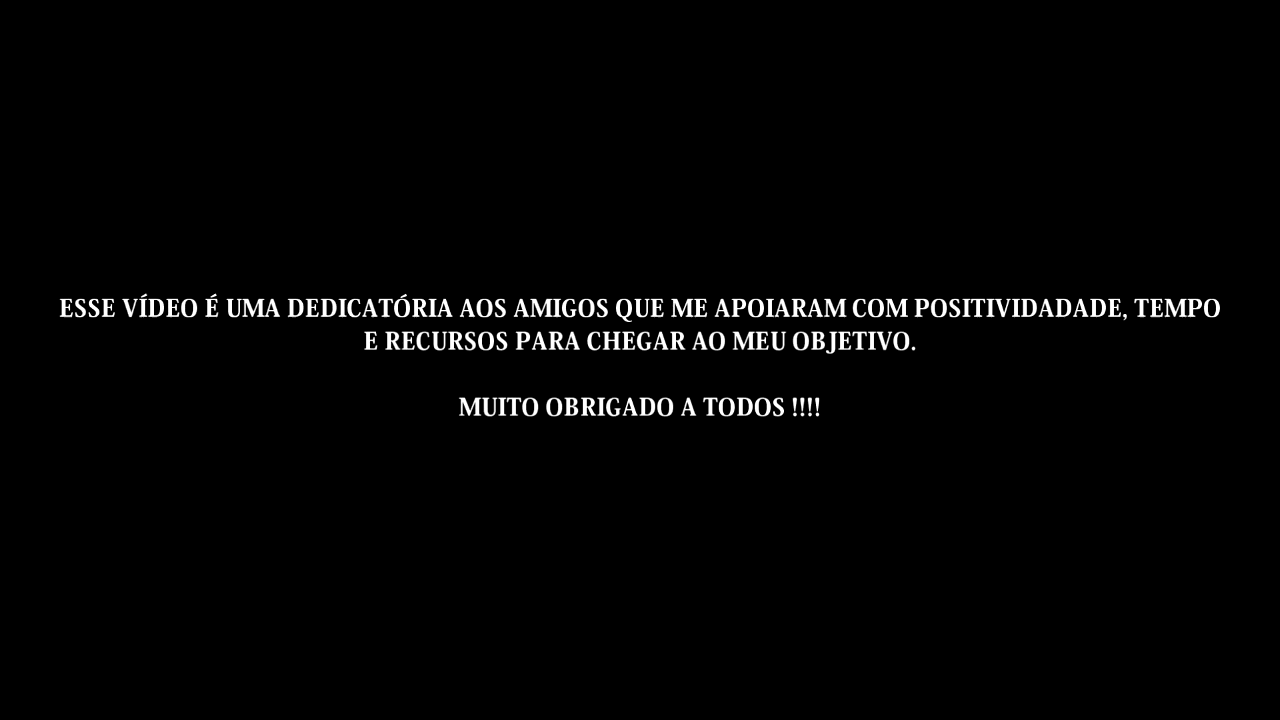 ESSE VÍDEO É UMA DEDICATÓRIA AOS AMIGOS QUE ME APOIARAM COM POSITIVIDADADE, TEMPO
E RECURSOS PARA CHEGAR AO MEU OBJETIVO.
MUITO OBRIGADO A TODOS !!!!